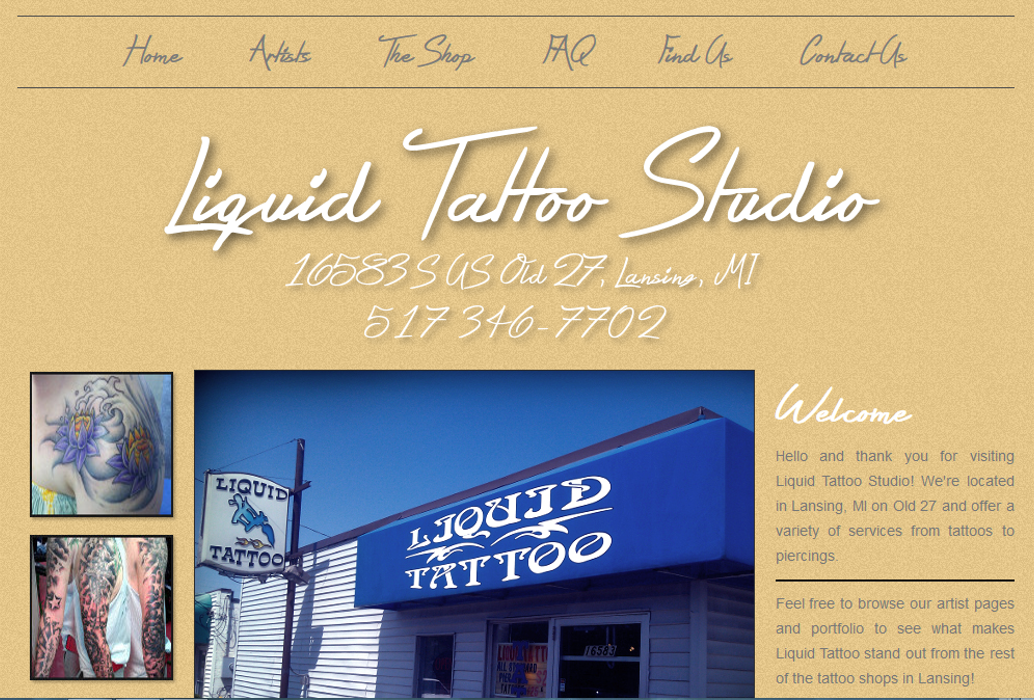 Home Artists The Shop FAQ Find Us Contact Us
Liquid Tattoo Studio
16583 S US Old 27, Lansing, MI
517 346-7702
LIQUID
TATTOO
LIQUID
TATTOO
16583
LIQUID TATTOO
Welcome
Hello and thank you for visiting
Liquid Tattoo Studio! We're located
in Lansing, MI on Old 27 and offer a
variety of services from tattoos to
piercings.
Feel free to browse our artist pages
and portfolio to see what makes
Liquid Tattoo stand out from the rest
of the tattoo shops in Lansing!